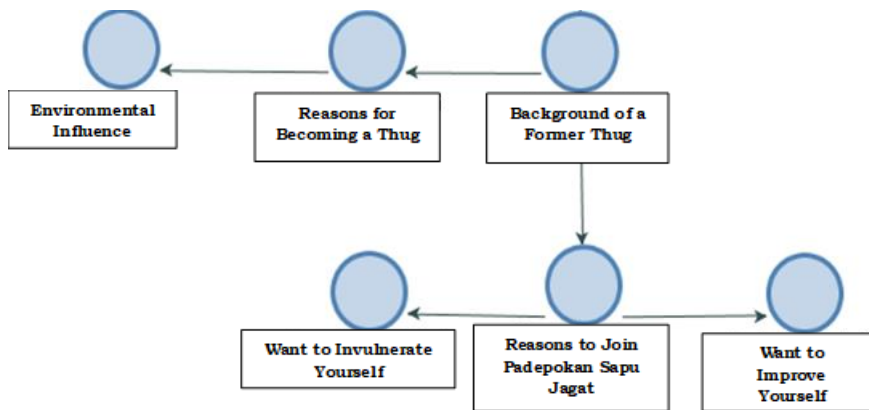 Environmental
Influence
Reasons for
Becoming a Thug
Background of a
Former Thug
Want to Invulnerate
Yourself
Reasons to Join
Padepokan Sapu
Jagat
Want to
Improve
Yourself